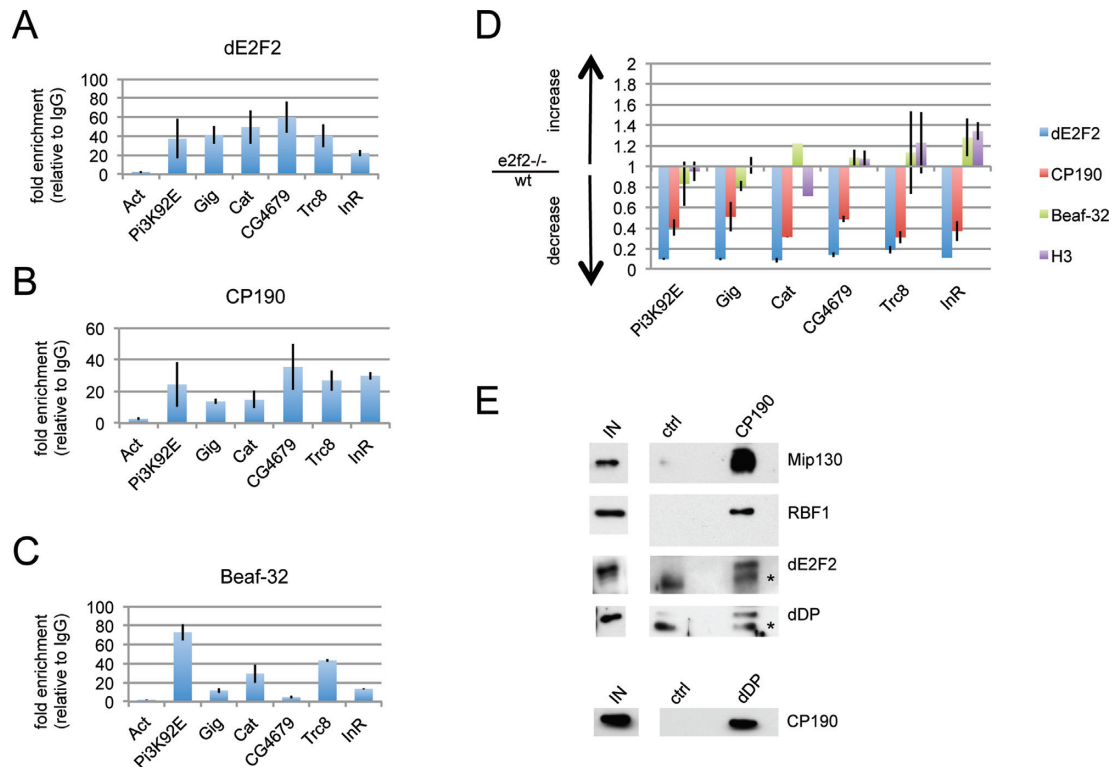 A
dE2F2
fold enrichment
(relative to IgG)
100
80
60
40
20
0
Act
Pi3K92E
Gig
Cat
CG4679
Trc8
InR
B
CP190
fold enrichment
(relative to IgG)
60
40
20
0
Act
Pi3K92E
Gig
Cat
CG4679
Trc8
InR
C
Beaf-32
fold enrichment
(relative to IgG)
100
80
60
40
20
0
Act
Pi3K92E
Gig
Cat
CG4679
Trc8
InR
D
increase
e2f2-/-
wt
decrease
2
1.8
1.6
1.4
1.2
1
0.8
0.6
0.4
0.2
0
Pi3K92E
Gig
Cat
CG4679
Trc8
InR
dE2F2
CP190
Beaf-32
H3
E
IN ctrl CP190
Mip130
RBF1
dE2F2
*
dDP
*
IN ctrl dDP
CP190